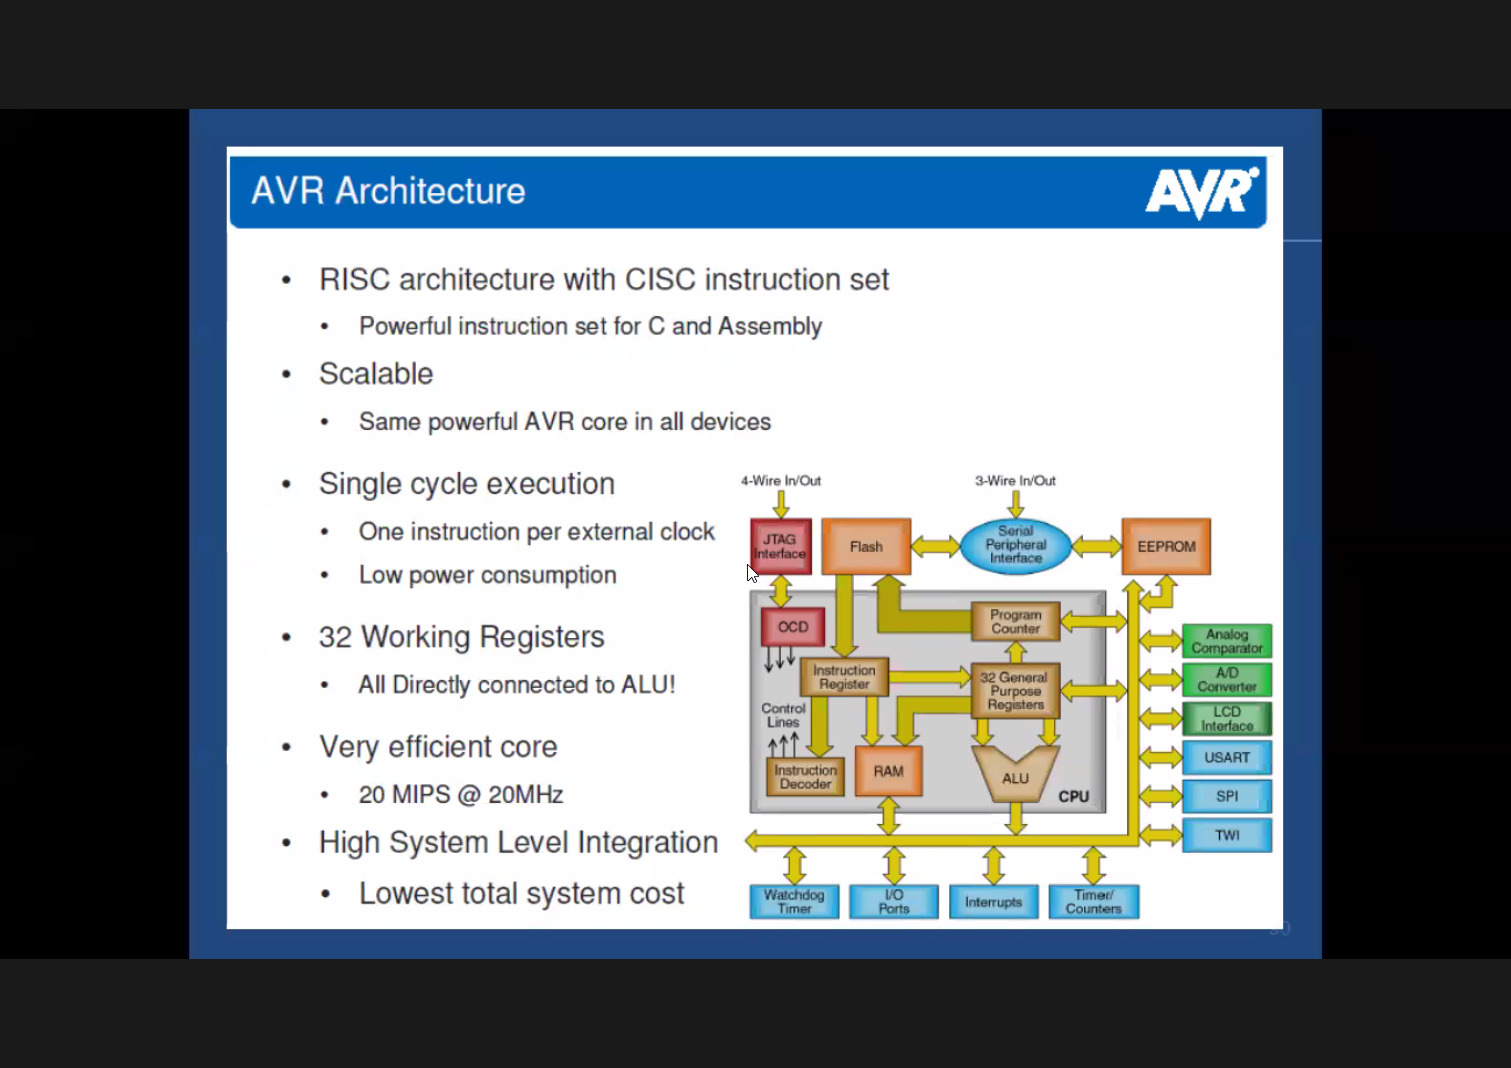 AVR Architecture
AVR
• RISC architecture with CISC instruction set
• Powerful instruction set for C and Assembly
• Scalable
• Same powerful AVR core in all devices
• Single cycle execution
• One instruction per external clock
• Low power consumption
• 32 Working Registers
• All Directly connected to ALU!
• Very efficient core
• 20 MIPS @ 20MHz
• High System Level Integration
• Lowest total system cost
4-Wire In/Out
3-Wire In/Out
JTAG
Interface
Flash
Serial
Peripheral
Interface
EEPROM
OCD
Program
Counter
Instruction
Register
32 General
Purpose
Registers
Control
Lines
Instruction
Decoder
RAM
ALU
CPU
Analog
Comparator
A/D
Converter
LCD
Interface
USART
SPI
TWI
Watchdog
Timer
I/O
Ports
Interrupts
Timer/
Counters